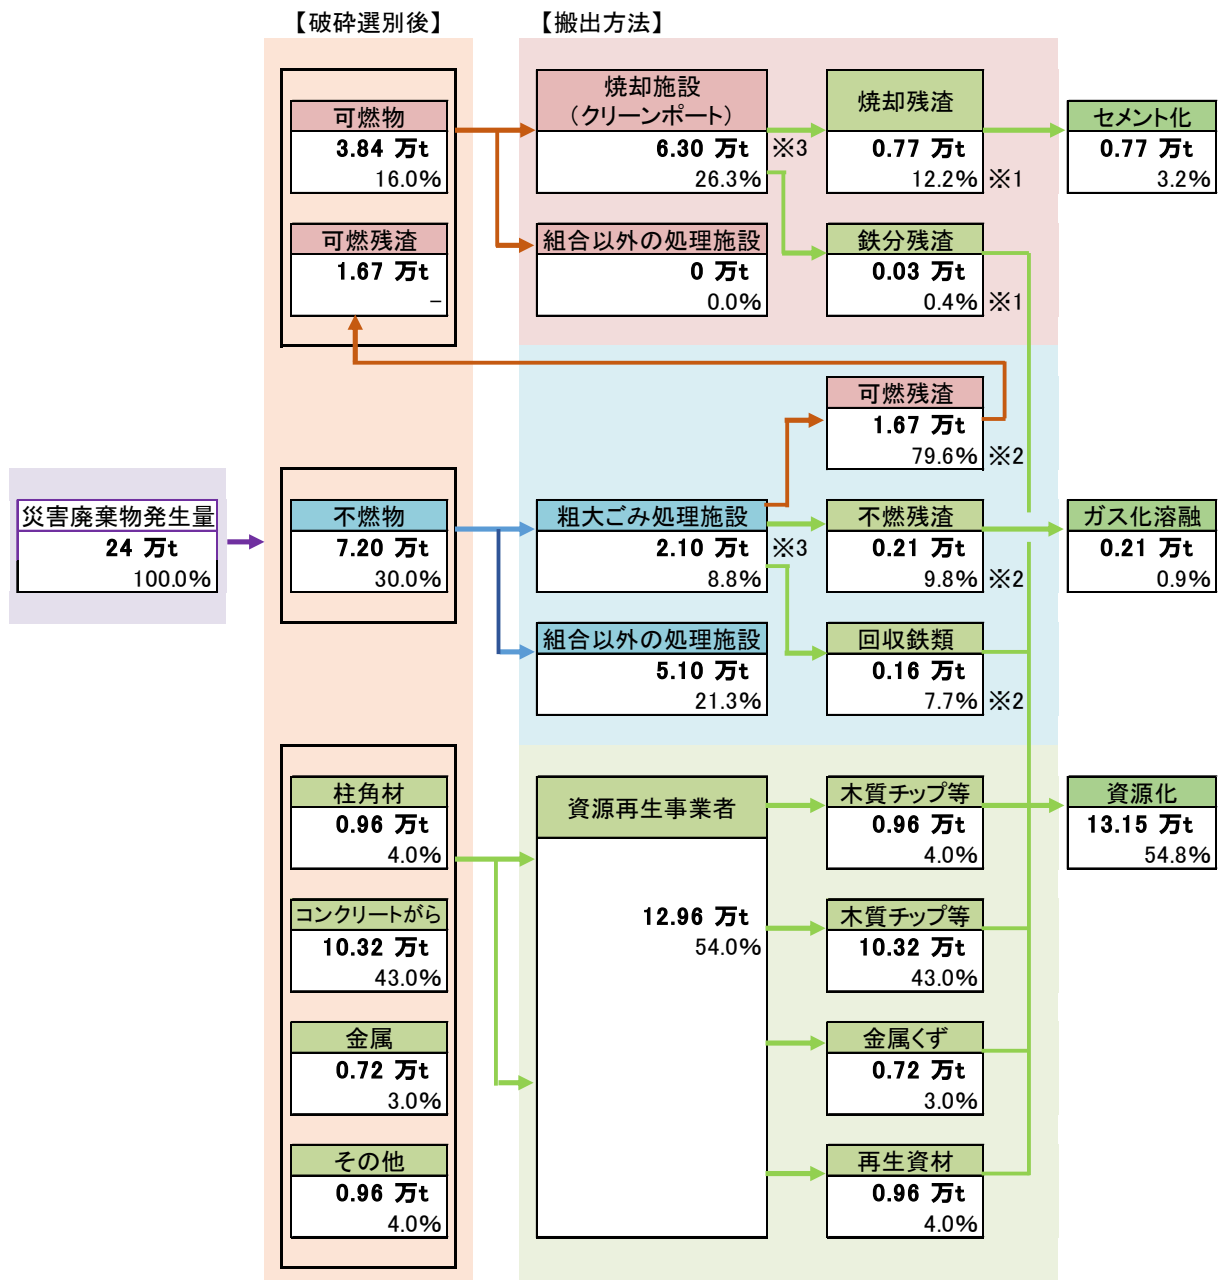 【破砕選別後】
【搬出方法】
可燃物
3.84 万t
16.0%
可燃残渣
1.67 万t
−
焼却施設
(クリーンポート)
6.30 万t
※3
26.3%
組合以外の処理施設
0 万t
0.0%
焼却残渣
0.77 万t
12.2%
※1
鉄分残渣
0.03 万t
0.4%
※1
セメント化
0.77 万t
3.2%
可燃残渣
1.67 万t
79.6%
※2
災害廃棄物発生量
24 万t
100.0%
不燃物
7.20 万t
30.0%
粗大ごみ処理施設
2.10 万t
※3
8.8%
組合以外の処理施設
5.10 万t
21.3%
不燃残渣
0.21 万t
9.8%
※2
回収鉄類
0.16 万t
7.7%
※2
ガス化溶融
0.21 万t
0.9%
柱角材
0.96 万t
4.0%
コンクリートがら
10.32 万t
43.0%
金属
0.72 万t
3.0%
その他
0.96 万t
4.0%
資源再生事業者
12.96 万t
54.0%
木質チップ等
0.96 万t
4.0%
木質チップ等
10.32 万t
43.0%
金属くず
0.72 万t
3.0%
再生資材
0.96 万t
4.0%
資源化
13.15 万t
54.8%